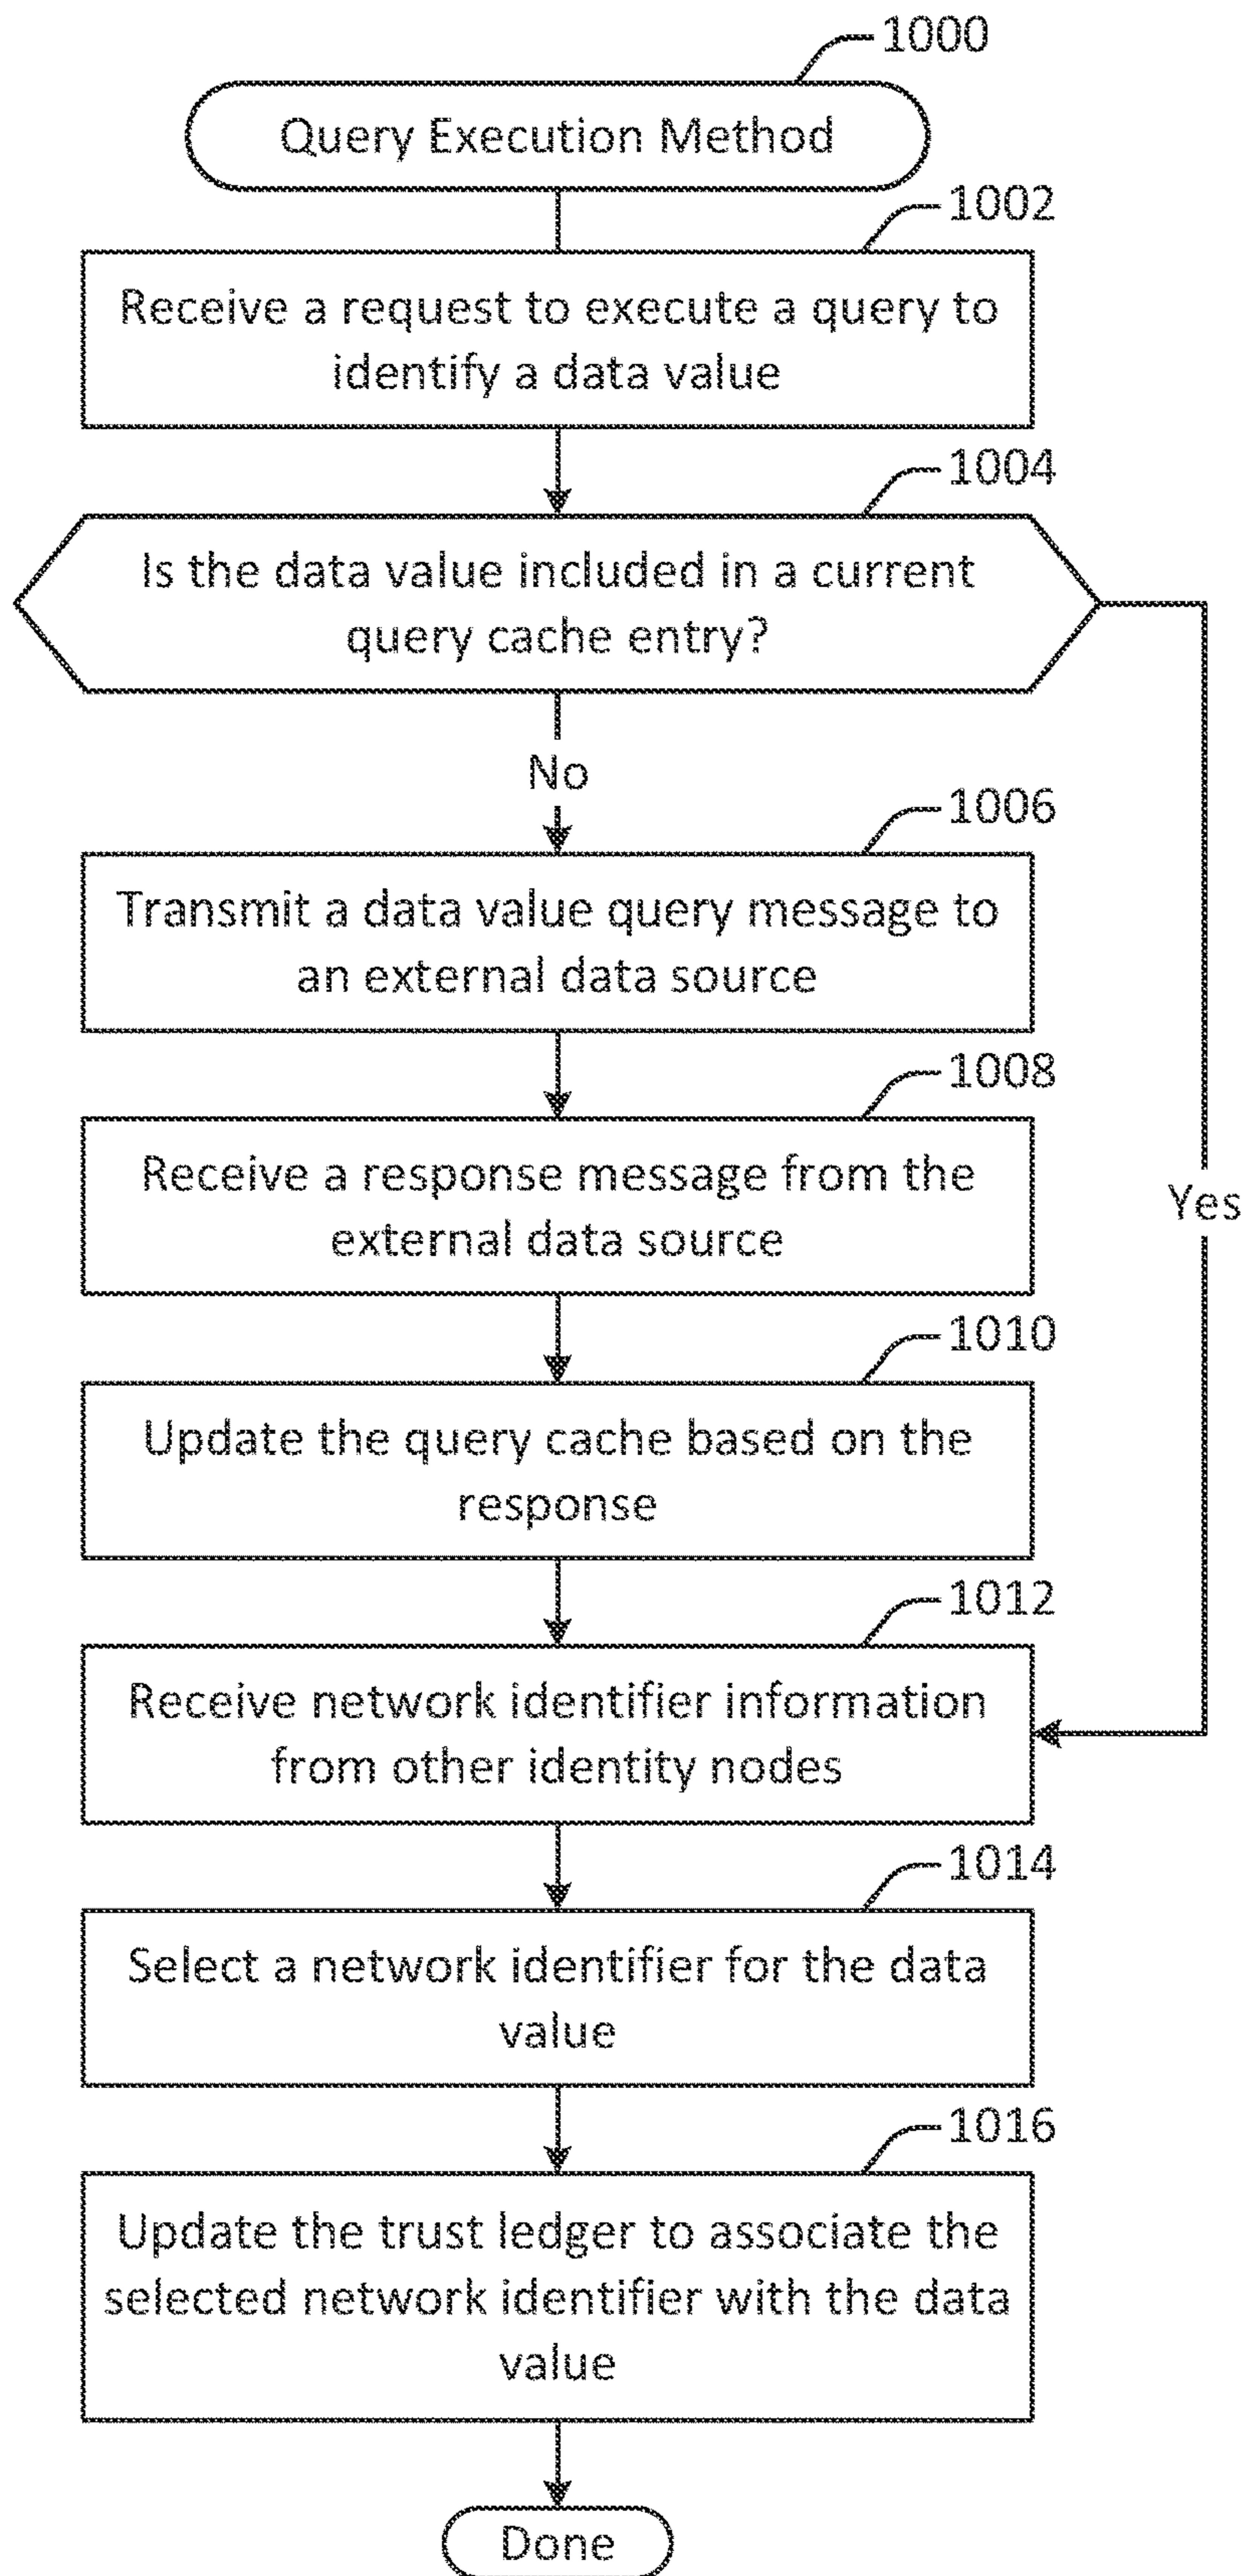 1000
Query Execution Method
1002
Receive a request to execute a query to
identify a data value
1004
Is the data value included in a current
query cache entry?
No
1006
Transmit a data value query message to
an external data source
1008
Receive a response message from the
external data source
Yes
1010
Update the query cache based on the
response
1012
Receive network identifier information
from other identity nodes
1014
Select a network identifier for the data
value
1016
Update the trust ledger to associate the
selected network identifier with the data
value
Done